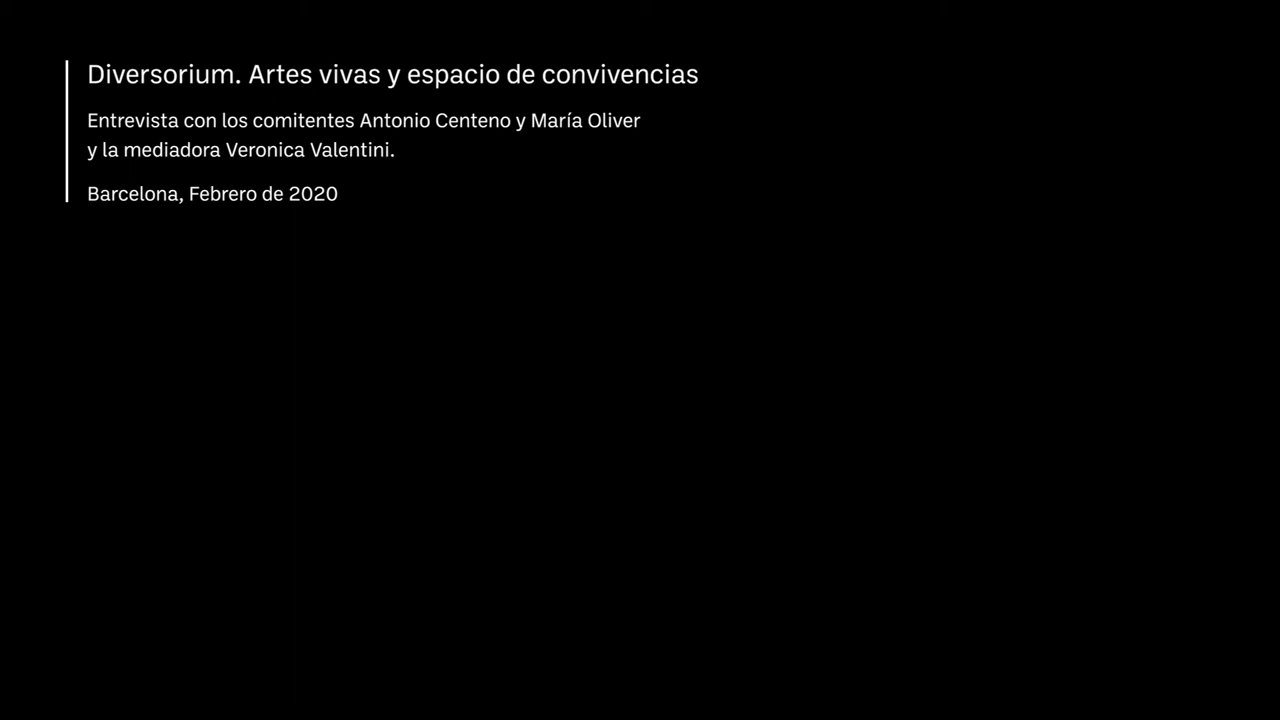 Diversorium. Artes vivas y espacio de convivencias
Entrevista con los comitentes Antonio Centeno y María Oliver
y la mediadora Veronica Valentini.
Barcelona, Febrero de 2020